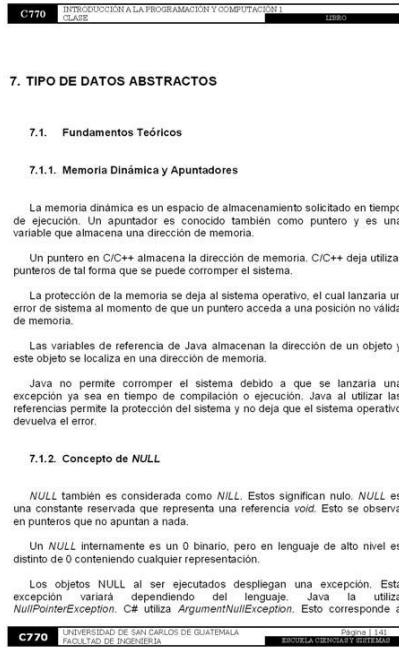 C770
INTRODUCCIÓN A LA PROGRAMACIÓN Y COMPUTACIÓN 1
CLASE
LIBRO
7. TIPO DE DATOS ABSTRACTOS
7.1. Fundamentos Teóricos
7.1.1. Memoria Dinámica y Apuntadores
La memoria dinámica es un espacio de almacenamiento solicitado en tiempo
de ejecución. Un apuntador es conocido también como puntero y es una
variable que almacena una dirección de memoria.
Un puntero en C/C++ almacena la dirección de memoria. C/C++ deja utiliza
punteros de tal forma que se puede corromper el sistema.
La protección de la memoria se deja al sistema operativo, el cual lanzaria un
error de sistema al momento de que un puntero acceda a una posición no válida
de memoria.
Las variables de referencia de Java almacenan la dirección de un objeto y
este objeto se localiza en una dirección de memoria.
Java no permite corromper el sistema debido a que se lanzaria una
excepción ya sea en tiempo de compilación o ejecución. Java al utilizar las
referencias permite la protección del sistema y no deja que el sistema operativo
devuelva el error.
7.1.2. Concepto de NULL
NULL también es considerada como NILL. Estos significan nulo. NULL es
una constante reservada que representa una referencia void. Esto se observa
en punteros que no apuntan a nada.
Un NULL internamente es un 0 binario, pero en lenguaje de alto nivel es
distinto de 0 conteniendo cualquier representación.
Los objetos NULL al ser ejecutados despliegan una excepción. Esta
excepción variará dependiendo del lenguaje. Java la utiliza
NullPointerException. C# utiliza ArgumentNullException. Esto corresponde a
C770
UNIVERSIDAD DE SAN CARLOS DE GUATEMALA
FACULTAD DE INGENIERÍA
Página | 141
ESCUELA CIENCIAS Y SISTEMAS